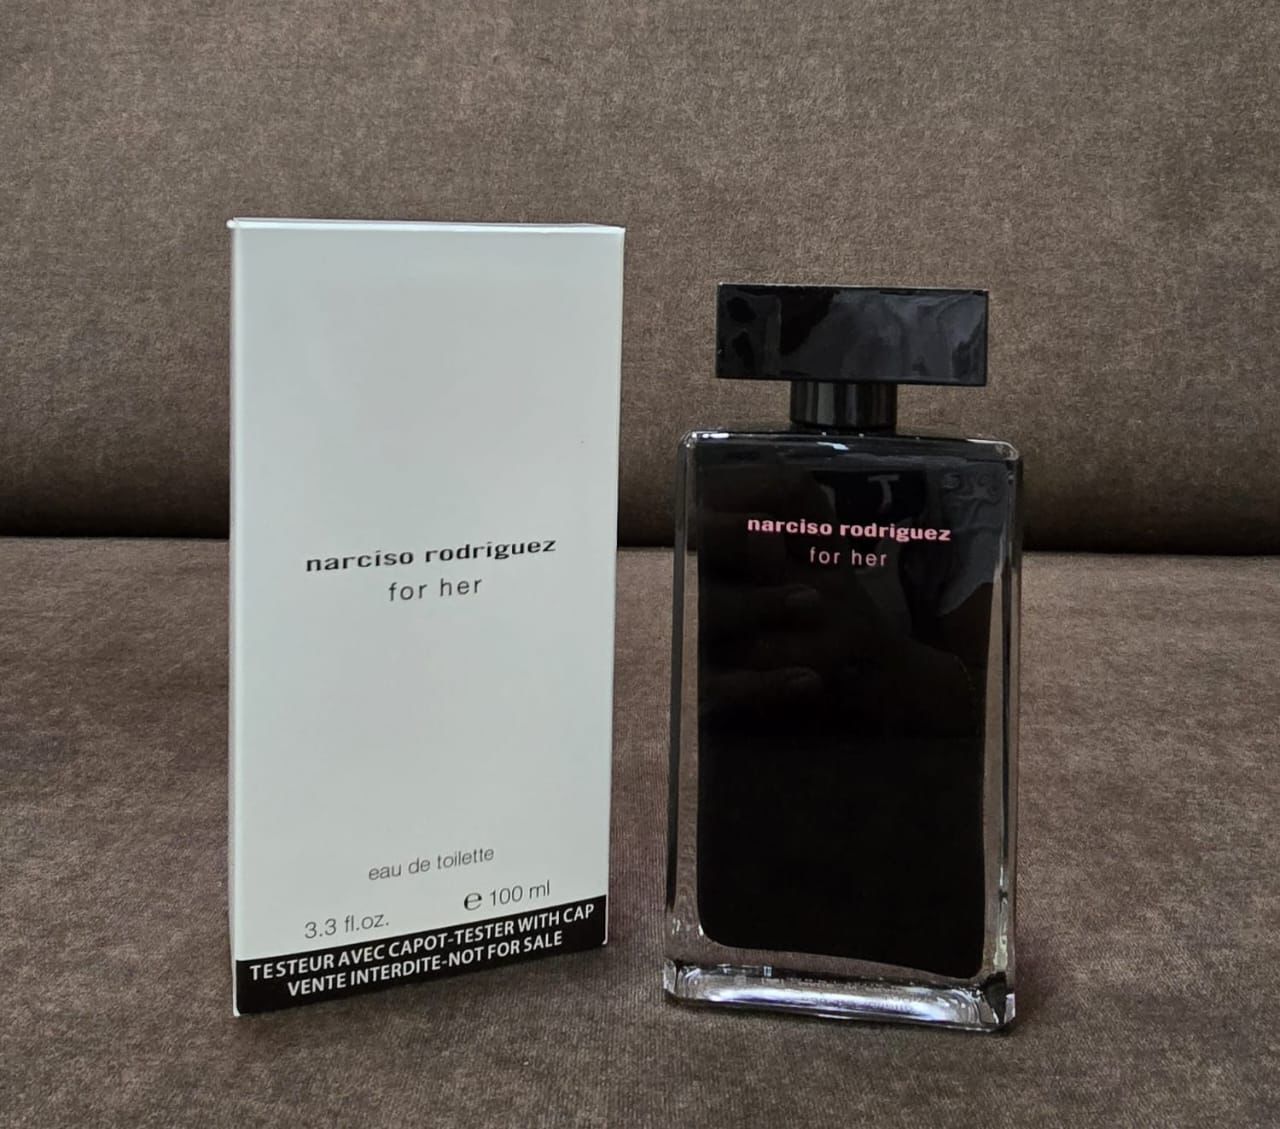 narciso rodriguez
for her
eau de toilette
3.3 fl.oz. ℮ 100 ml
TESTEUR AVEC CAPOT-TESTER WITH CAP
VENTE INTERDITE-NOT FOR SALE
narciso rodriguez
for her